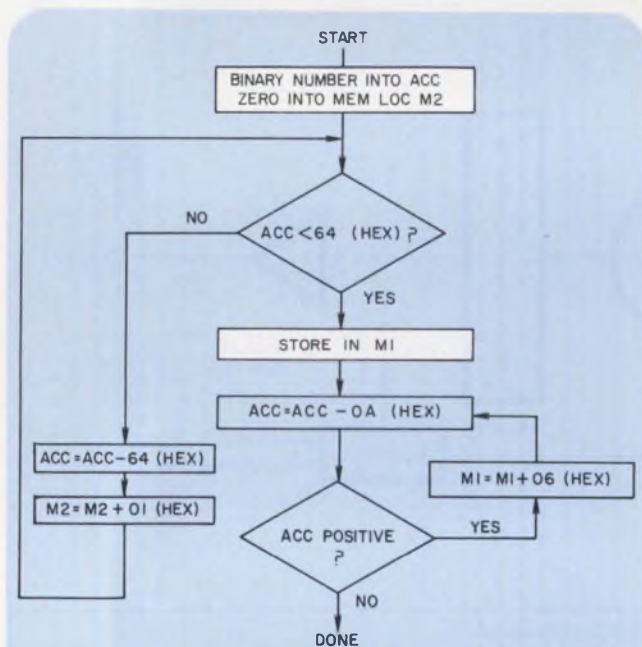 START
BINARY NUMBER INTO ACC
ZERO INTO MEM LOC M2
NO
ACC<64 (HEX)?
YES
STORE IN M1
ACC=ACC-0A (HEX)
ACC=ACC-64 (HEX)
M1=M1+06 (HEX)
M2=M2+01 (HEX)
ACC POSITIVE
?
YES
NO
DONE